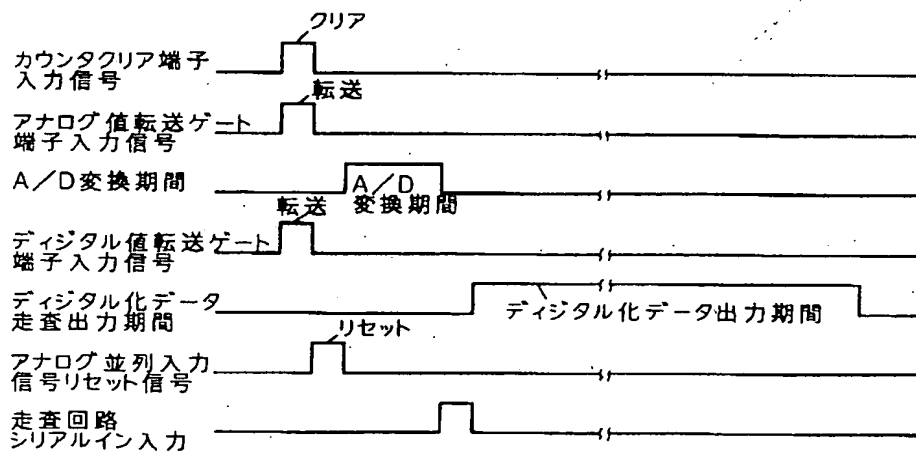 クリア
カウンタクリア端子
入力信号
転送
アナログ値転送ゲート
端子入力信号
A/D変換期間
A/D
変換期間
転送
ディジタル値転送ゲート
端子入力信号
ディジタル化データ
走査出力期間
ディジタル化データ出力期間
リセット
アナログ並列入力
信号リセット信号
走査回路
シリアルイン入力